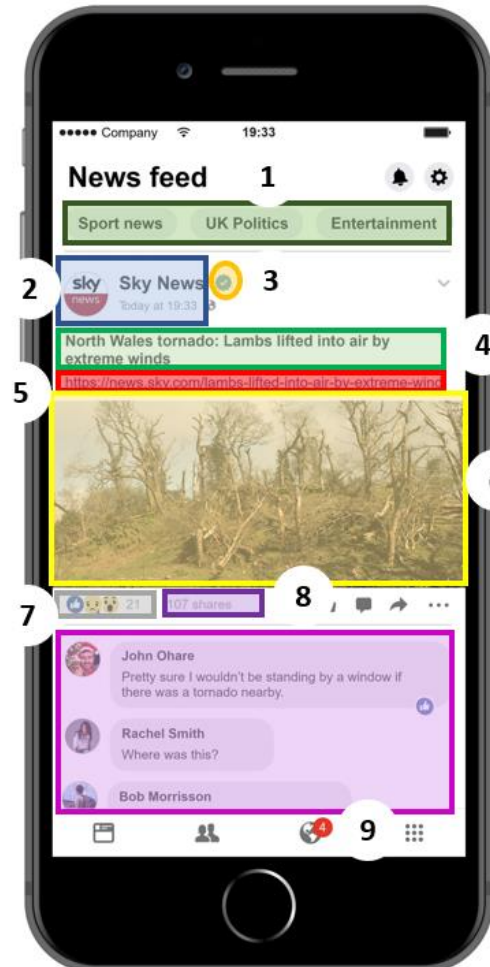 Company 19:33
News feed
1
Sport news UK Politics Entertainment
2
sky
news
Sky News
3
Today at 19:33
North Wales tornado: Lambs lifted into air by
extreme winds
4
https://news.sky.com/lambs-lifted-into-air-by-extreme-wind
5
7
21
107 shares
8
John Ohare
Pretty sure I wouldn't be standing by a window if
there was a tornado nearby.
Rachel Smith
Where was this?
Bob Morrisson
4
9